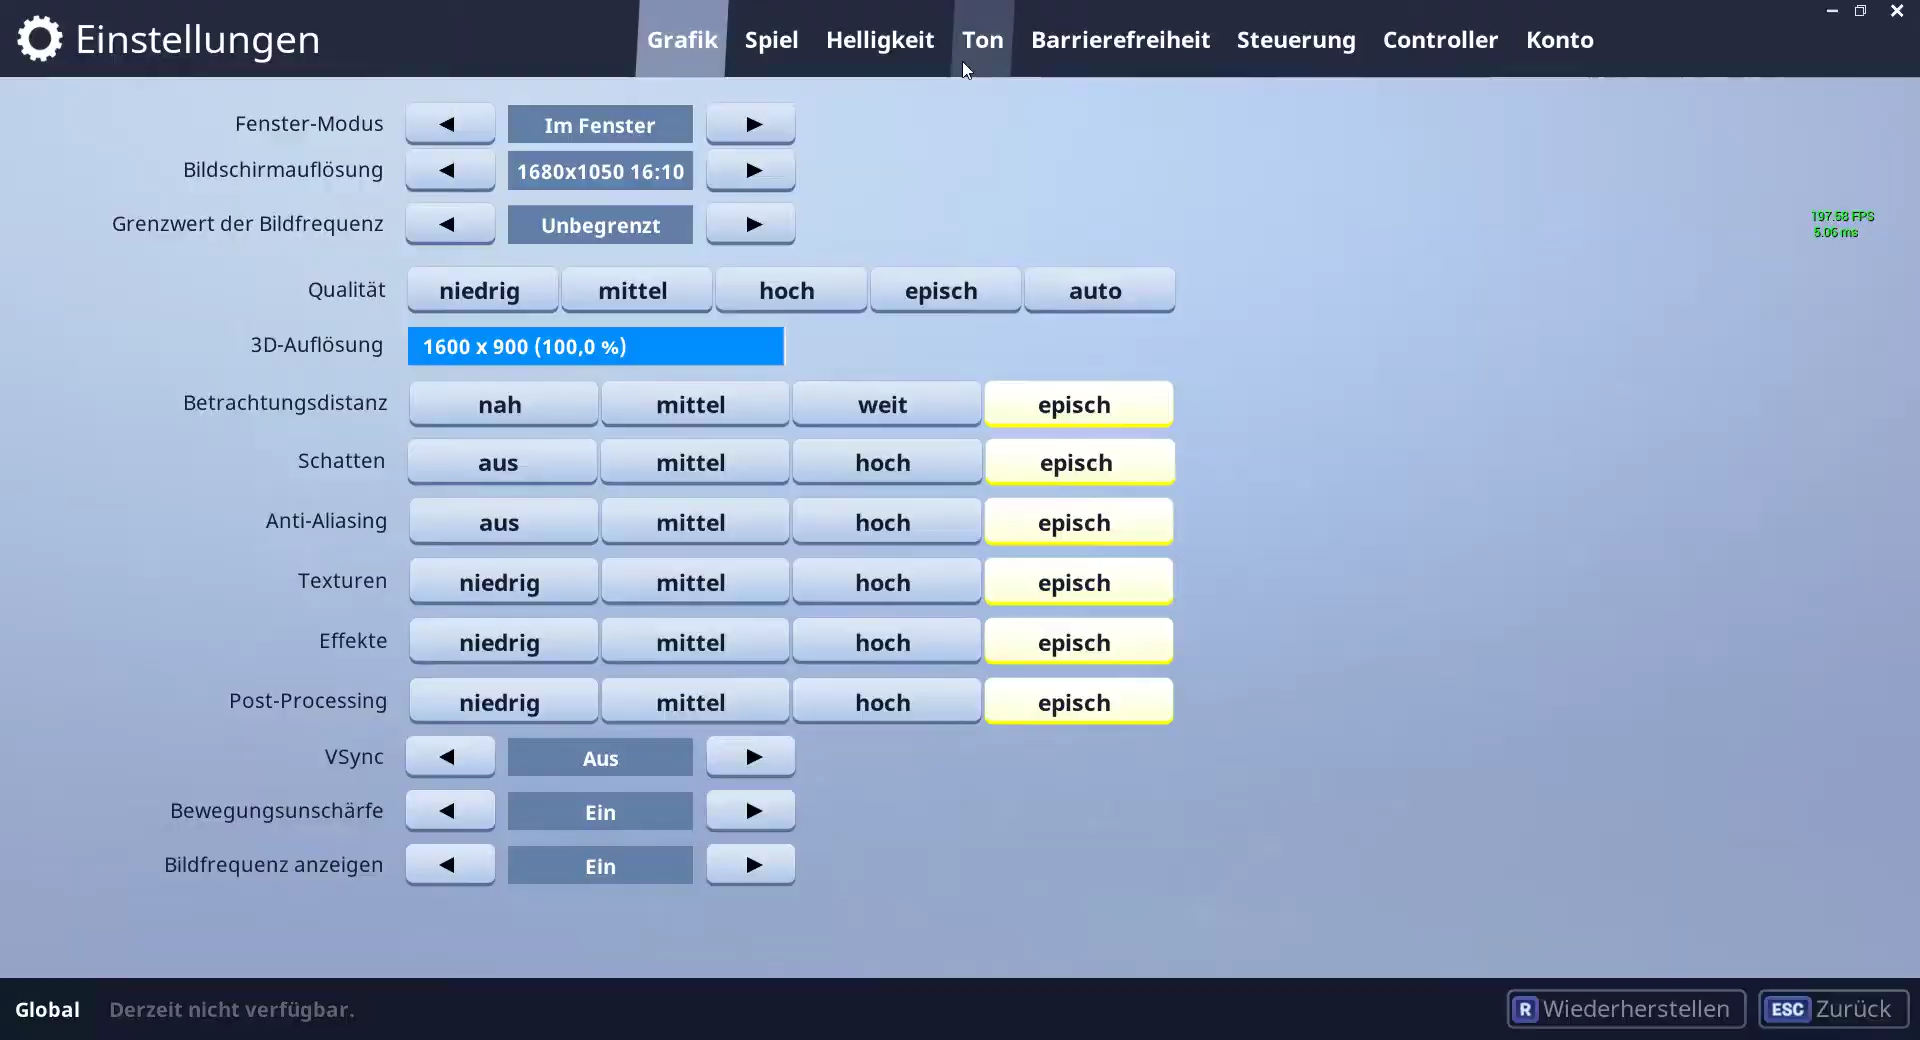 Einstellungen Grafik Spiel Helligkeit Ton Barrierefreiheit Steuerung Controller Konto
Fenster-Modus Im Fenster
Bildschirmauflösung 1680x1050 16:10
Grenzwert der Bildfrequenz Unbegrenzt
197.58 FPS
5.06 ms
Qualität niedrig mittel hoch episch auto
3D-Auflösung 1600 x 900 (100,0 %)
Betrachtungsdistanz nah mittel weit episch
Schatten aus mittel hoch episch
Anti-Aliasing aus mittel hoch episch
Texturen niedrig mittel hoch episch
Effekte niedrig mittel hoch episch
Post-Processing niedrig mittel hoch episch
VSync Aus
Bewegungsunschärfe Ein
Bildfrequenz anzeigen Ein
Global Derzeit nicht verfügbar. R Wiederherstellen ESC Zurück